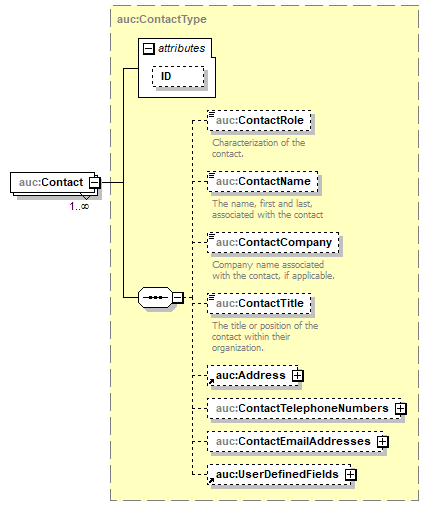 auc:ContactType
attributes
ID
auc:ContactRole
Characterization of the
contact.
auc:Contact
1..∞
auc:ContactName
The name, first and last,
associated with the contact
auc:ContactCompany
Company name associated
with the contact, if applicable.
auc:ContactTitle
The title or position of the
contact within their
organization.
auc:Address
auc:ContactTelephoneNumbers
auc:ContactEmailAddresses
auc:UserDefinedFields